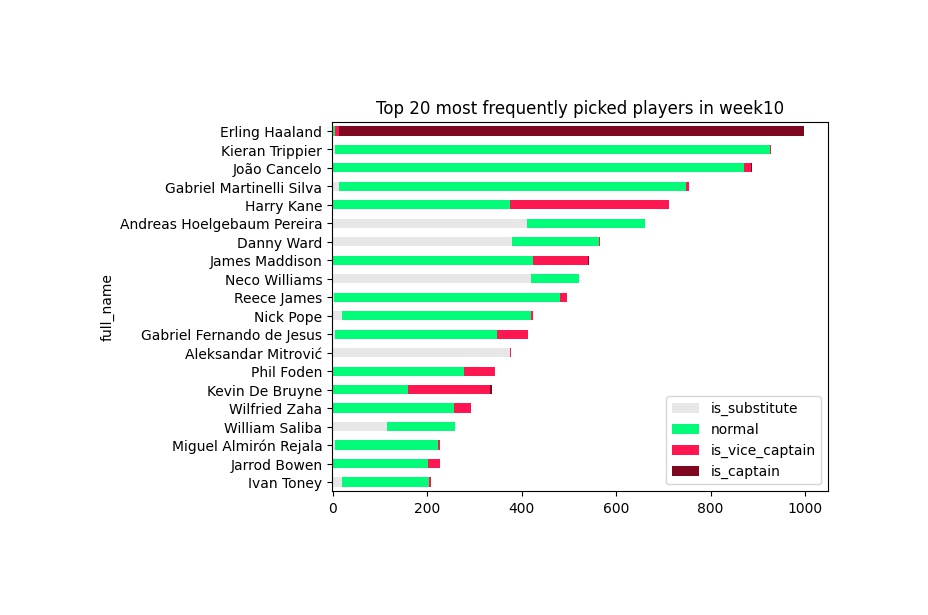 Top 20 most frequently picked players in week10
full_name
Erling Haaland
Kieran Trippier
João Cancelo
Gabriel Martinelli Silva
Harry Kane
Andreas Hoelgebaum Pereira
Danny Ward
James Maddison
Neco Williams
Reece James
Nick Pope
Gabriel Fernando de Jesus
Aleksandar Mitrović
Phil Foden
Kevin De Bruyne
Wilfried Zaha
William Saliba
Miguel Almirón Rejala
Jarrod Bowen
Ivan Toney
is_substitute
normal
is_vice_captain
is_captain
0 200 400 600 800 1000